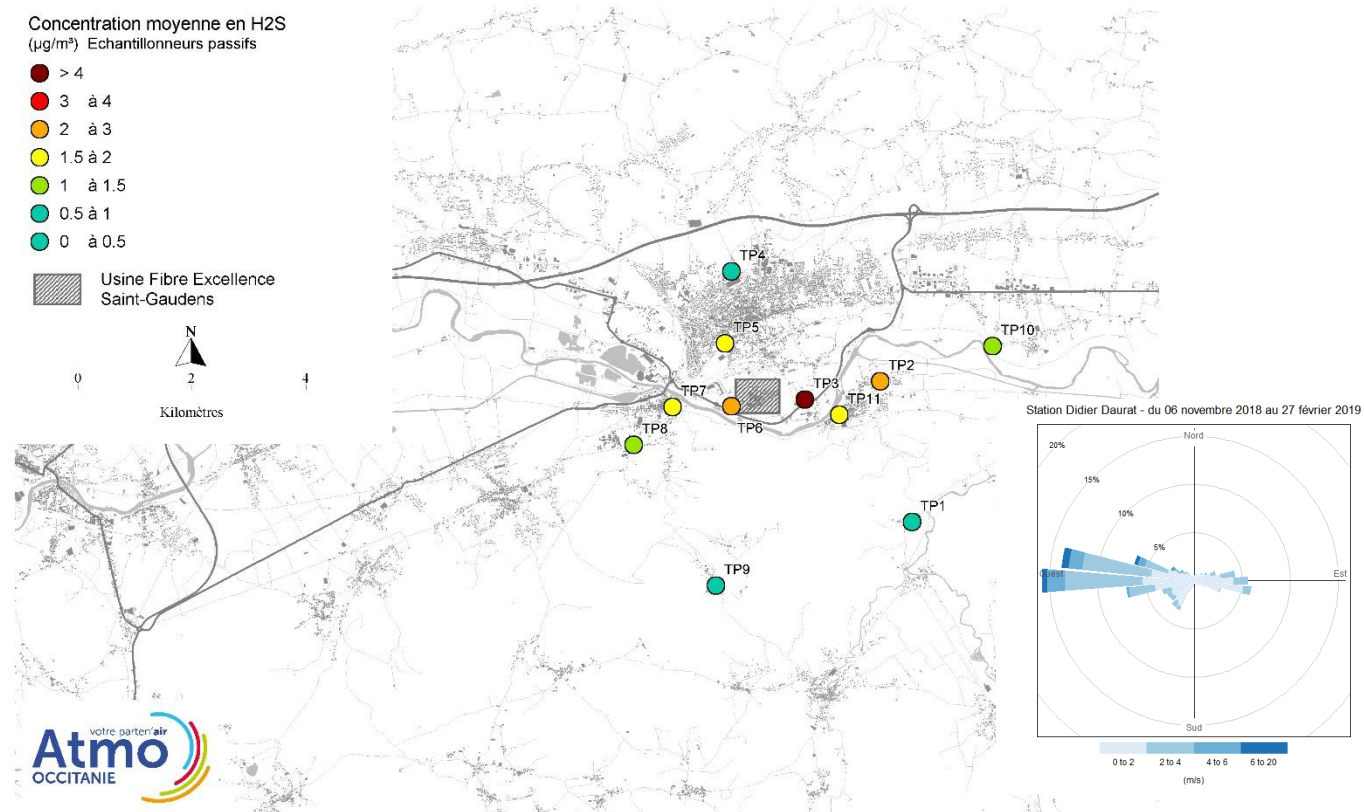 Concentration moyenne en H2S
(µg/m³) Echantillonneurs passifs
> 4
3 à 4
2 à 3
1.5 à 2
1 à 1.5
0.5 à 1
0 à 0.5
Usine Fibre Excellence
Saint-Gaudens
N
0 2 4
Kilomètres
TP4
TP5
TP10
TP2
TP3
TP7
TP11
TP6
TP8
TP1
TP9
Station Didier Daurat - du 06 novembre 2018 au 27 février 2019
20%
Nord
15%
10%
5%
Ouest
Est
Sud
0 to 2 2 to 4 4 to 6 6 to 20
(m/s)
votre parten'air
Atmo
OCCITANIE